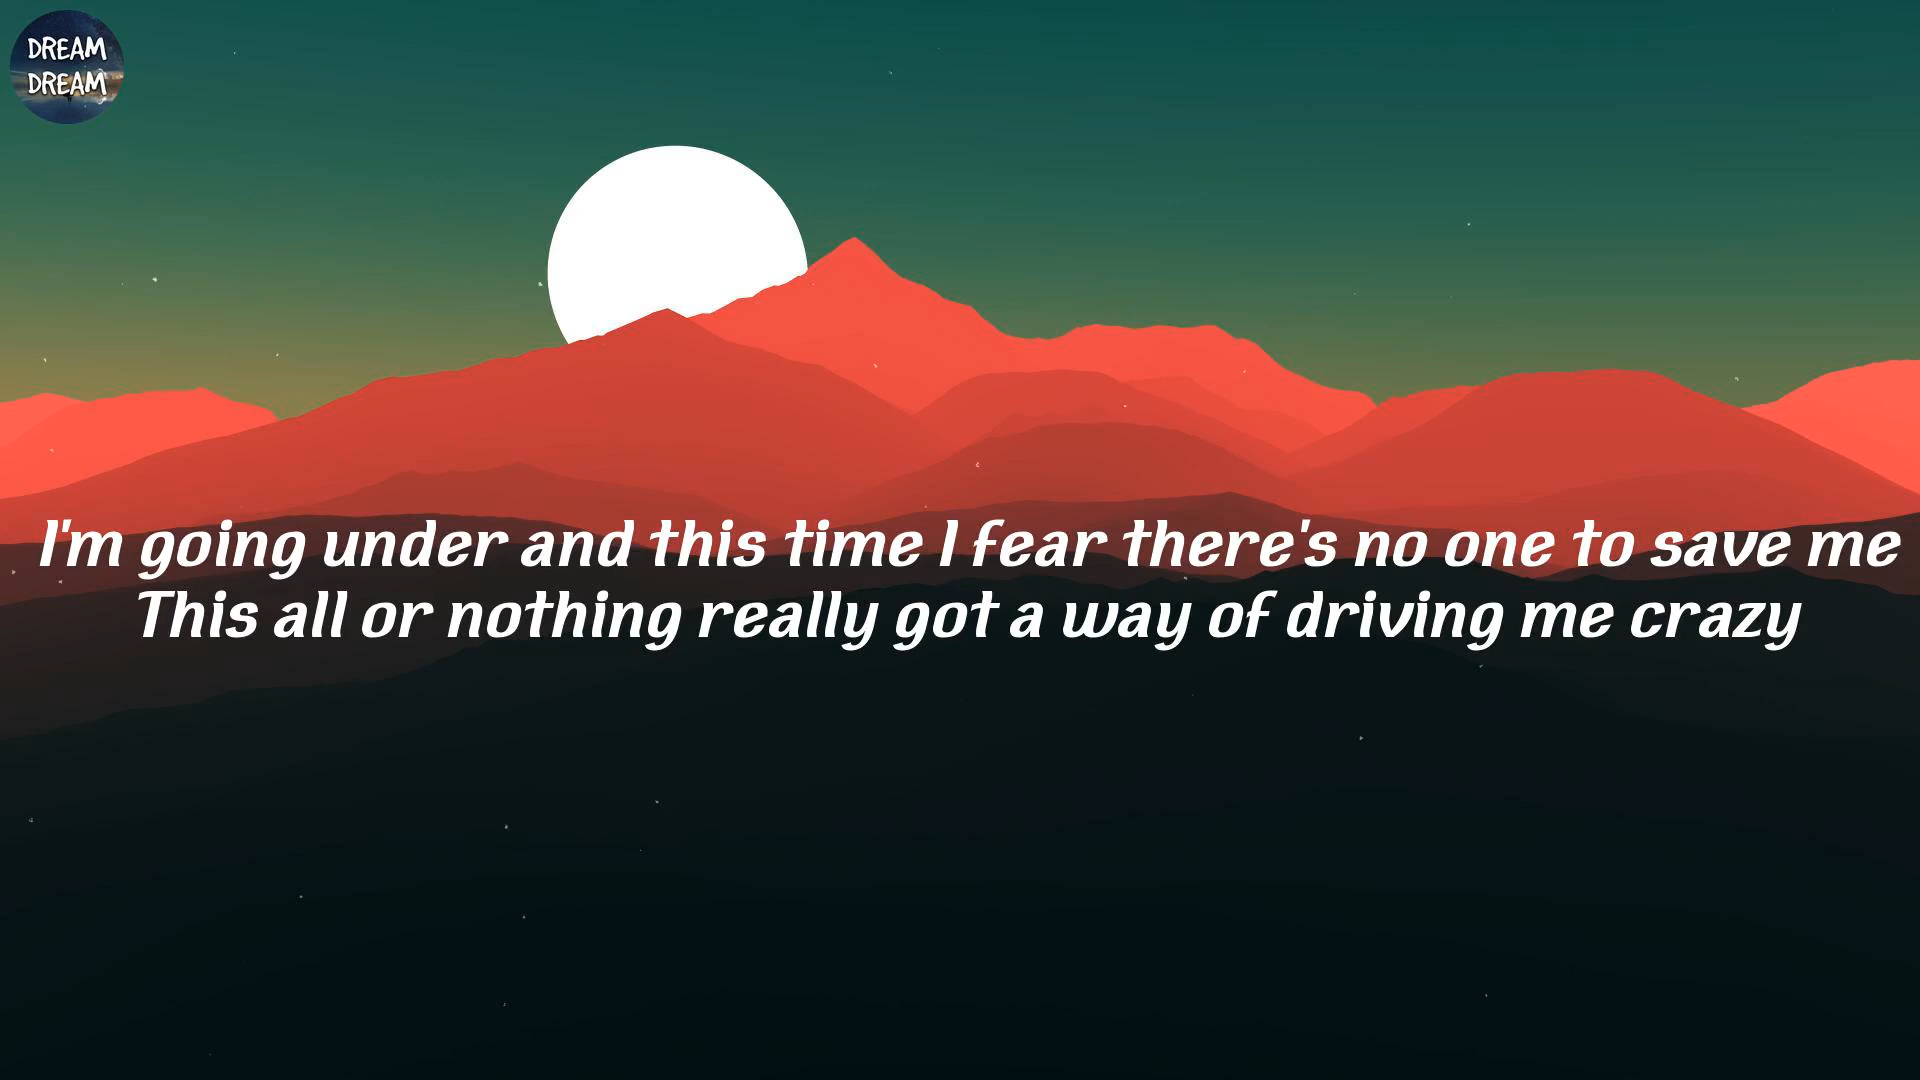 DREAM
DREAM
I'm going under and this time I fear there's no one to save me
This all or nothing really got a way of driving me crazy